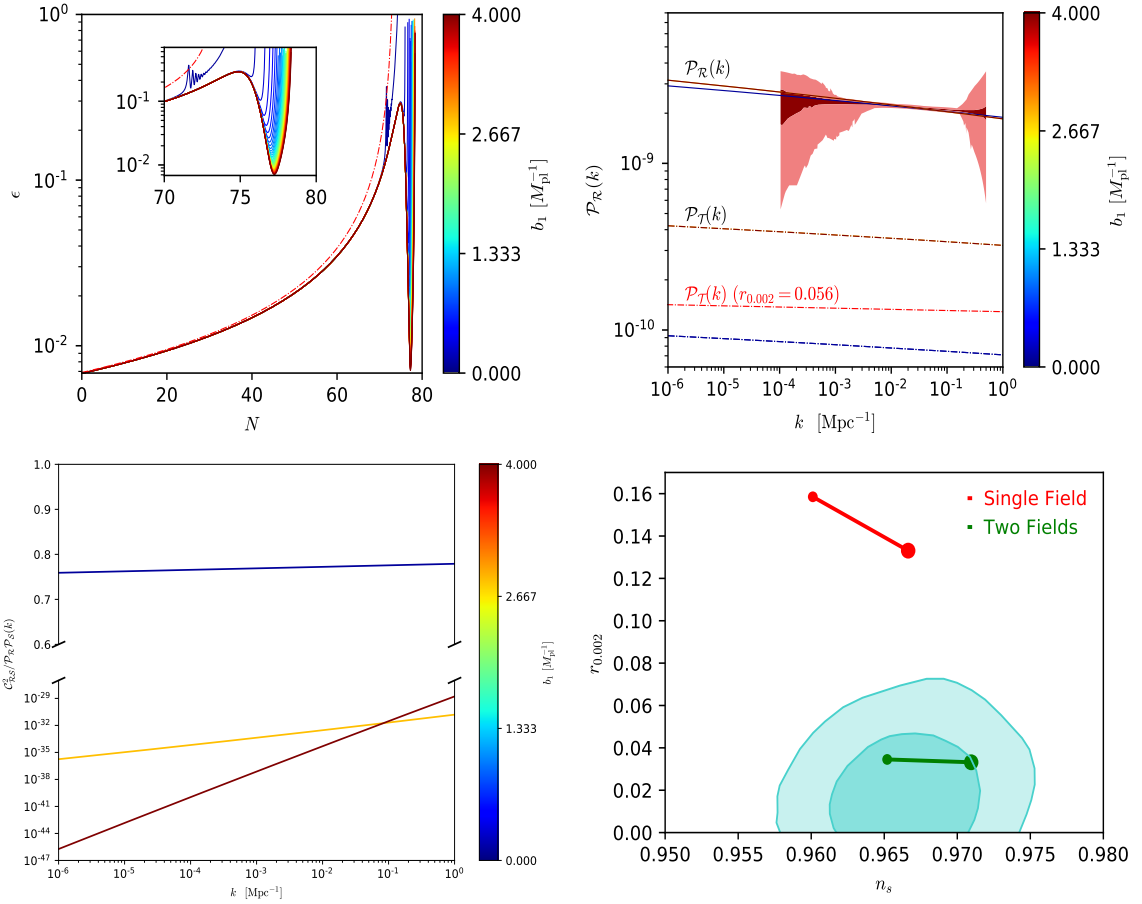 10^0
10^-1
10^-2
ϵ
10^-1
10^-2
70 75 80
0 20 40 60 80
N
4.000
2.667
1.333
0.000
b_1 [M_pl^-1]
𝒫_ℛ(k)
10^-9
10^-10
𝒫_ℛ(k)
𝒫_𝒯(k)
𝒫_𝒯(k) (r_0.002 = 0.056)
10^-6 10^-5 10^-4 10^-3 10^-2 10^-1 10^0
k [Mpc^-1]
4.000
2.667
1.333
0.000
b_1 [M_pl^-1]
𝒞²_ℛ𝒮/𝒫_ℛ𝒫_𝒮(k)
1.0
0.9
0.8
0.7
0.6
10^-29
10^-32
10^-35
10^-38
10^-41
10^-44
10^-47
10^-6 10^-5 10^-4 10^-3 10^-2 10^-1 10^0
k [Mpc^-1]
4.000
2.667
1.333
0.000
b_1 [M_pl^-1]
r_0.002
0.16
0.14
0.12
0.10
0.08
0.06
0.04
0.02
0.00
Single Field
Two Fields
0.950 0.955 0.960 0.965 0.970 0.975 0.980
n_s